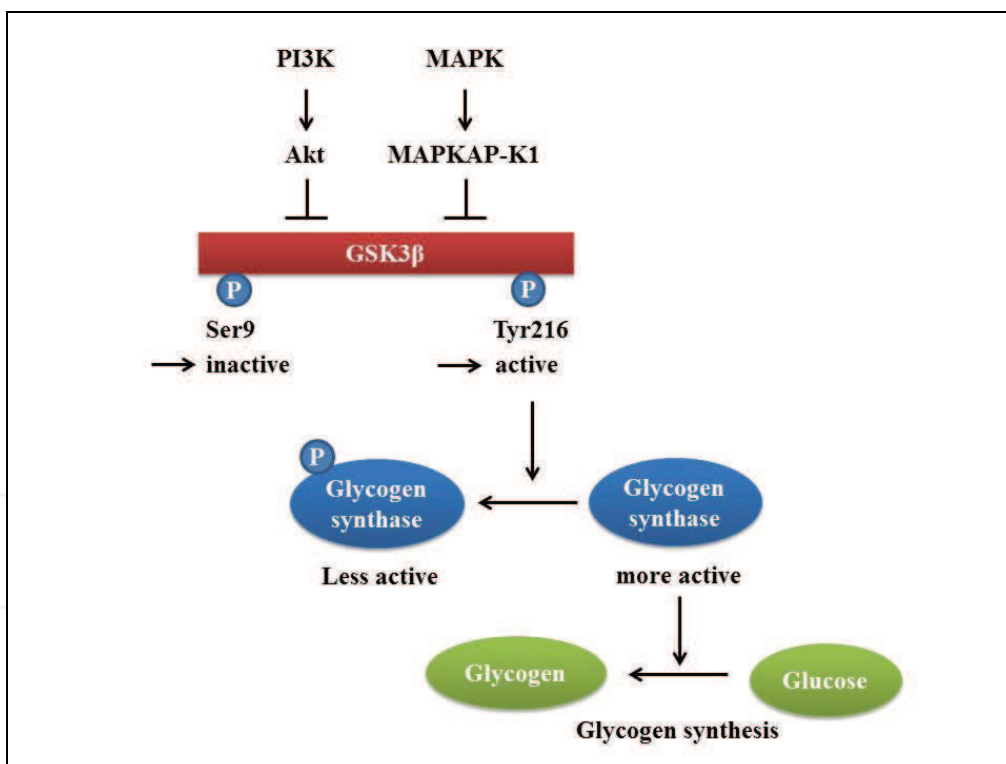 PI3K
MAPK
Akt
MAPKAP-K1
GSK3β
P
P
Ser9
inactive
Tyr216
active
P
Glycogen
synthase
Glycogen
synthase
Less active
more active
Glycogen
Glucose
Glycogen synthesis